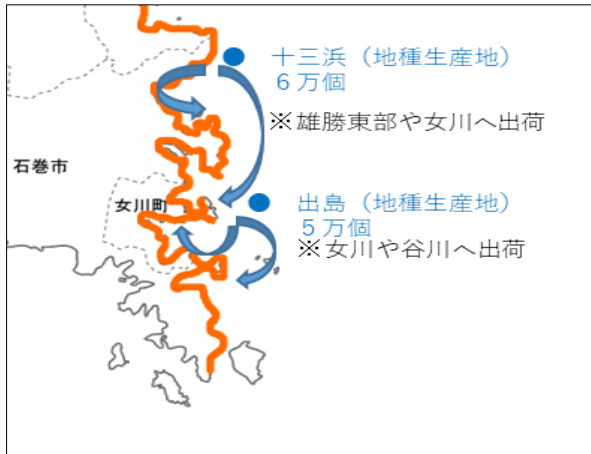 十三浜（地種生産地）
６万個
※雄勝東部や女川へ出荷
石巻市
女川町
出島（地種生産地）
５万個
※女川や谷川へ出荷